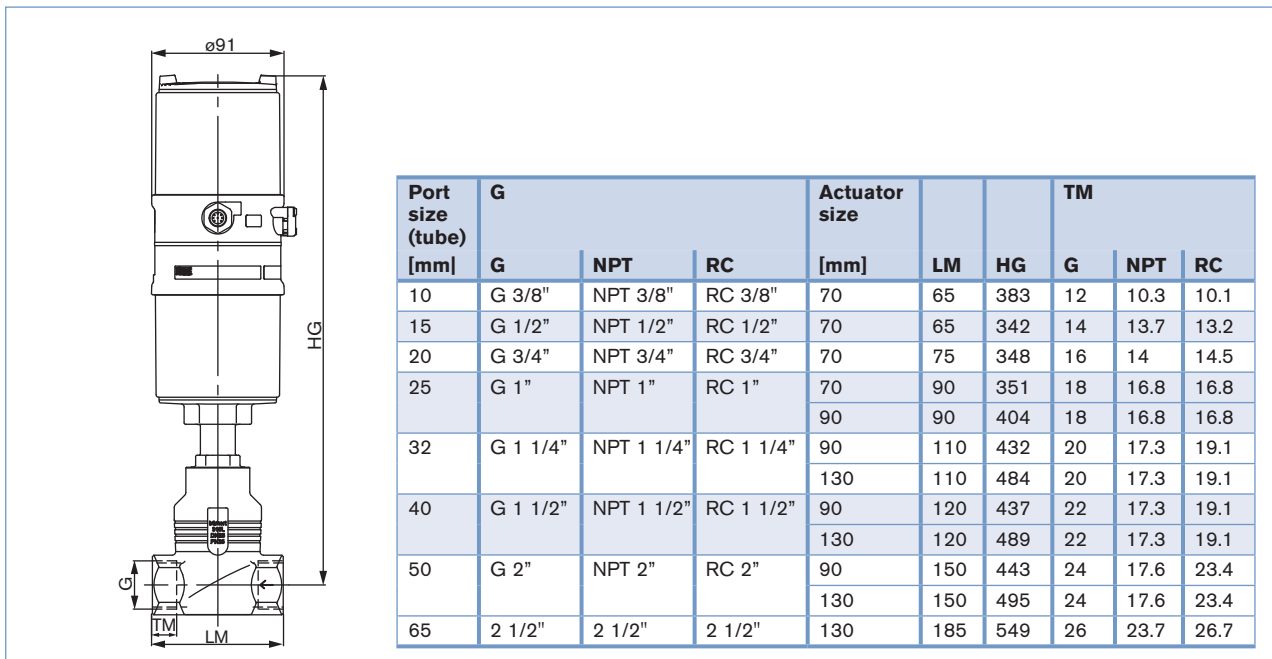 ø91
HG
G
TM
LM
Port size (tube) G Actuator size TM
[mm| G NPT RC [mm] LM HG G NPT RC
10 G 3/8" NPT 3/8" RC 3/8" 70 65 383 12 10.3 10.1
15 G 1/2” NPT 1/2” RC 1/2” 70 65 342 14 13.7 13.2
20 G 3/4” NPT 3/4” RC 3/4” 70 75 348 16 14 14.5
25 G 1” NPT 1” RC 1” 70 90 351 18 16.8 16.8
90 90 404 18 16.8 16.8
32 G 1 1/4” NPT 1 1/4” RC 1 1/4” 90 110 432 20 17.3 19.1
130 110 484 20 17.3 19.1
40 G 1 1/2” NPT 1 1/2” RC 1 1/2” 90 120 437 22 17.3 19.1
130 120 489 22 17.3 19.1
50 G 2” NPT 2” RC 2” 90 150 443 24 17.6 23.4
130 150 495 24 17.6 23.4
65 2 1/2" 2 1/2" 2 1/2" 130 185 549 26 23.7 26.7